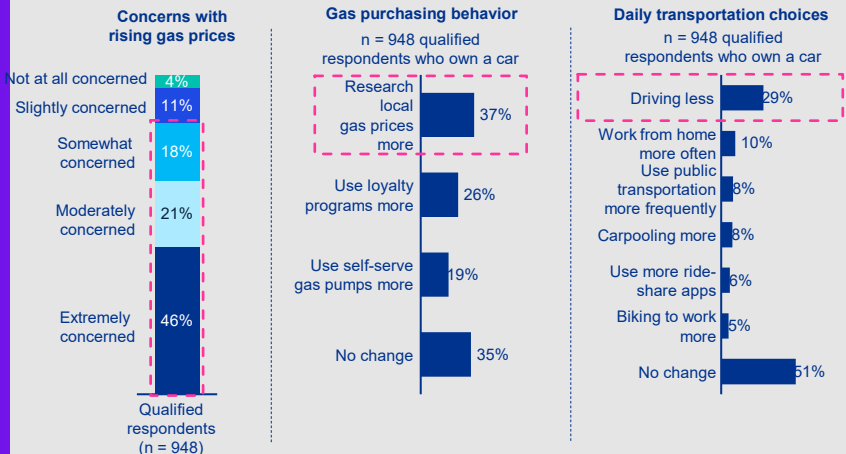 Concerns with
rising gas prices
Not at all concerned
4%
Slightly concerned
11%
Somewhat
concerned
18%
Moderately
concerned
21%
Extremely
concerned
46%
Qualified
respondents
(n = 948)
Gas purchasing behavior
n = 948 qualified
respondents who own a car
Research
local
gas prices
more
37%
Use loyalty
programs more
26%
Use self-serve
gas pumps more
19%
No change
35%
Daily transportation choices
n = 948 qualified
respondents who own a car
Driving less
29%
Work from home
more often
10%
Use public
transportation
more frequently
8%
Carpooling more
8%
Use more ride-
share apps
6%
Biking to work
more
5%
No change
51%